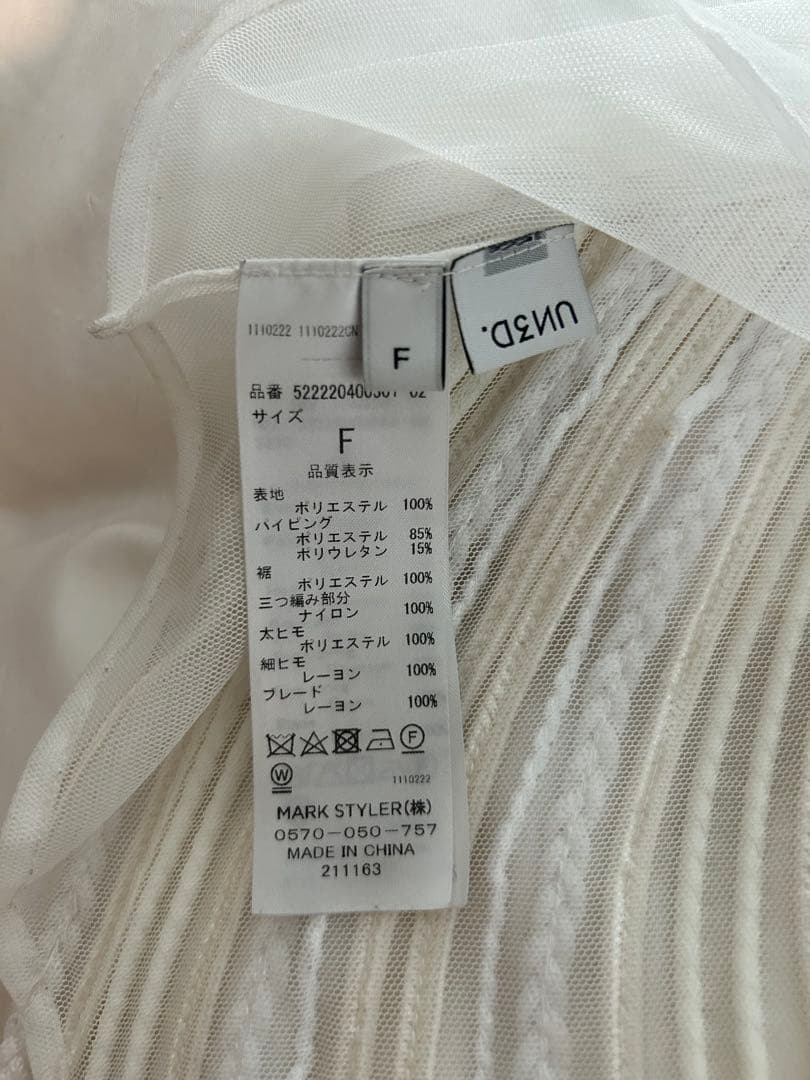 1110222 1110222CN
F
UN3D.
品番 522220400301 02
サイズ
F
品質表示
表地
ポリエステル 100%
パイピング
ポリエステル 85%
ポリウレタン 15%
裾
ポリエステル 100%
三つ編み部分
ナイロン 100%
太ヒモ
ポリエステル 100%
細ヒモ
レーヨン 100%
ブレード
レーヨン 100%
F
W
1110222
MARK STYLER(株)
0570-050-757
MADE IN CHINA
211163